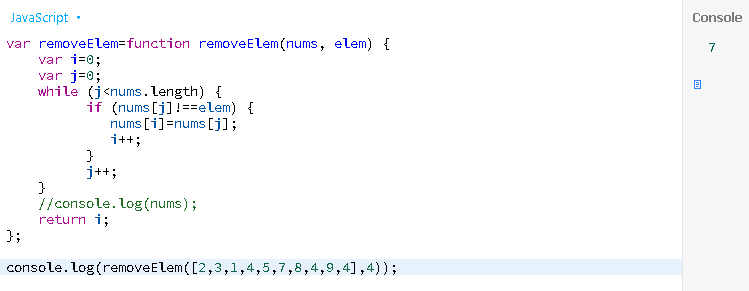 JavaScript
Console
var removeElem=function removeElem(nums, elem) {
var i=0;
var j=0;
while (j<nums.length) {
if (nums[j]!==elem) {
nums[i]=nums[j];
i++;
}
j++;
}
//console.log(nums);
return i;
};
console.log(removeElem([2,3,1,4,5,7,8,4,9,4],4));
7